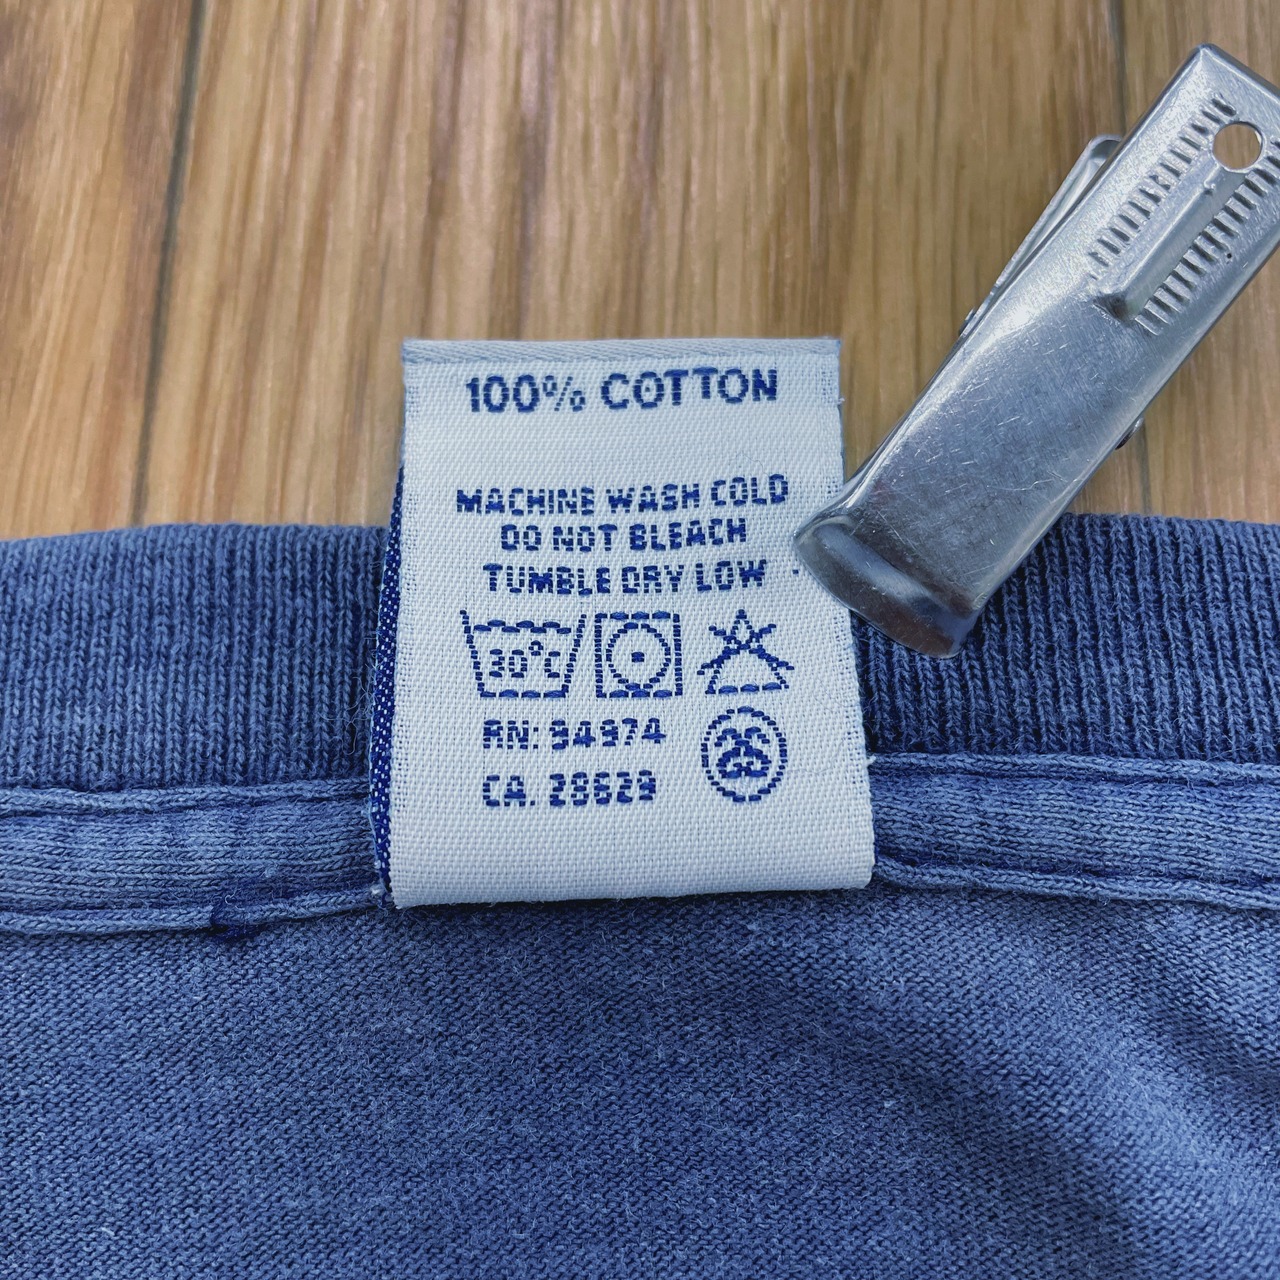 100% COTTON
MACHINE WASH COLD
DO NOT BLEACH
TUMBLE DRY LOW
30°C
RN: 94974
CA. 28629